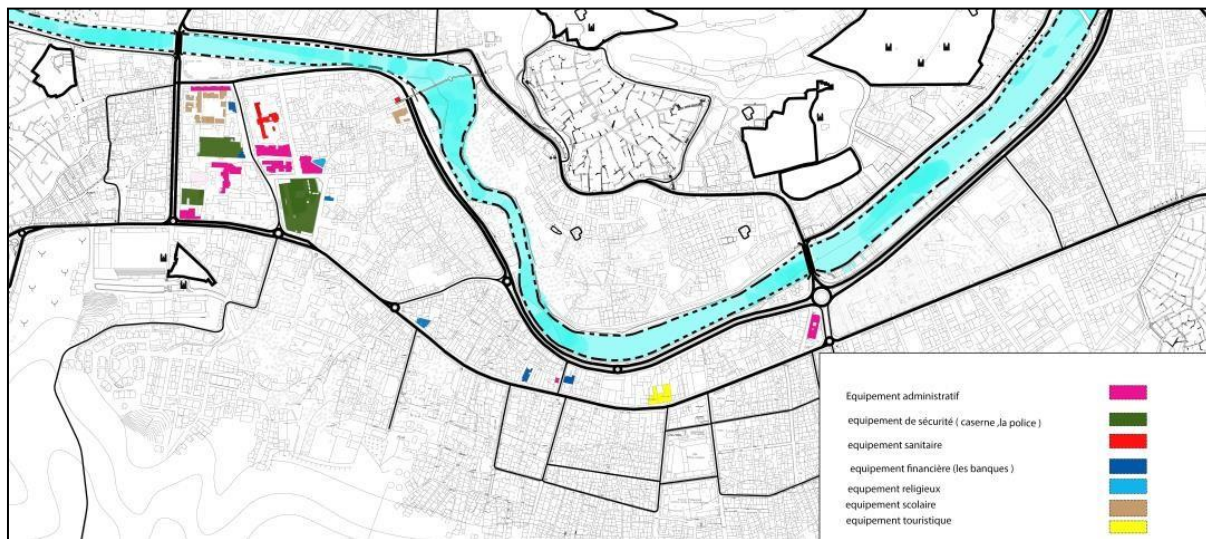 Equipement administratif
equipement de sécurité ( caserne ,la police )
equipement sanitaire
equipement financière (les banques )
equpement religieux
equipement scolaire
equipement touristique